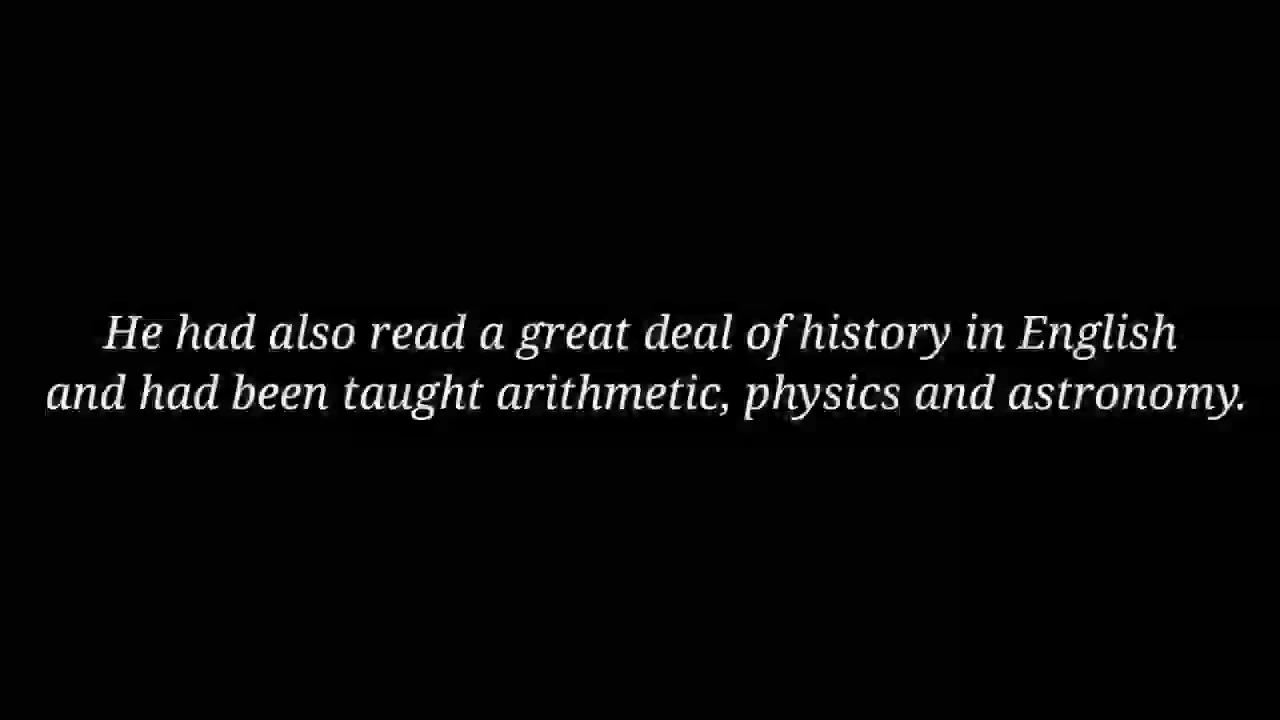 He had also read a great deal of history in English
and had been taught arithmetic, physics and astronomy.